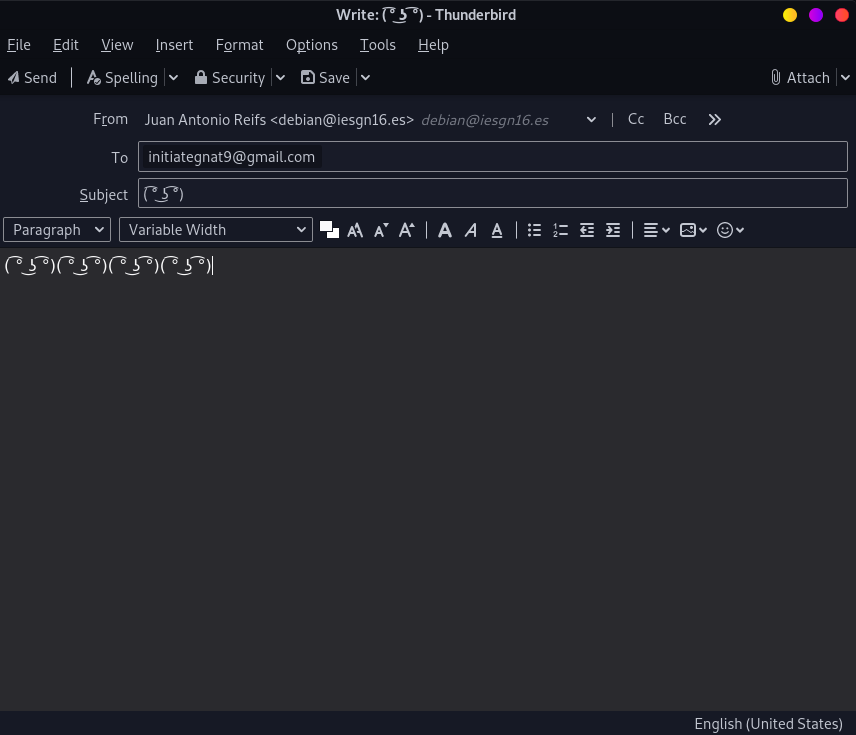 Write: ( ͡° ͜ʖ ͡°) - Thunderbird
File Edit View Insert Format Options Tools Help
Send Spelling Security Save Attach
From Juan Antonio Reifs <debian@iesgn16.es> debian@iesgn16.es Cc Bcc
To initiategnat9@gmail.com
Subject ( ͡° ͜ʖ ͡°)
Paragraph Variable Width
( ͡° ͜ʖ ͡°)( ͡° ͜ʖ ͡°)( ͡° ͜ʖ ͡°)( ͡° ͜ʖ ͡°)
English (United States)